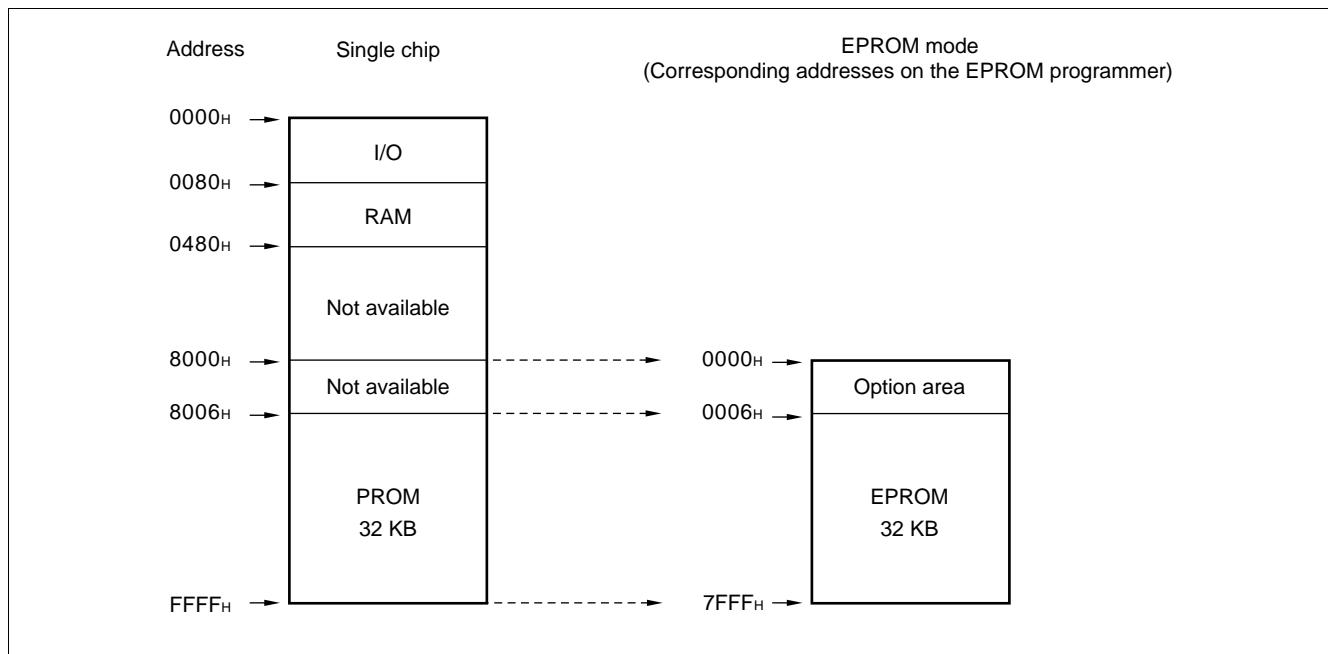 Address
Single chip
EPROM mode
(Corresponding addresses on the EPROM programmer)
0000H
I/O
0080H
RAM
0480H
Not available
8000H
0000H
Not available
Option area
8006H
0006H
PROM
32 KB
EPROM
32 KB
FFFFH
7FFFH